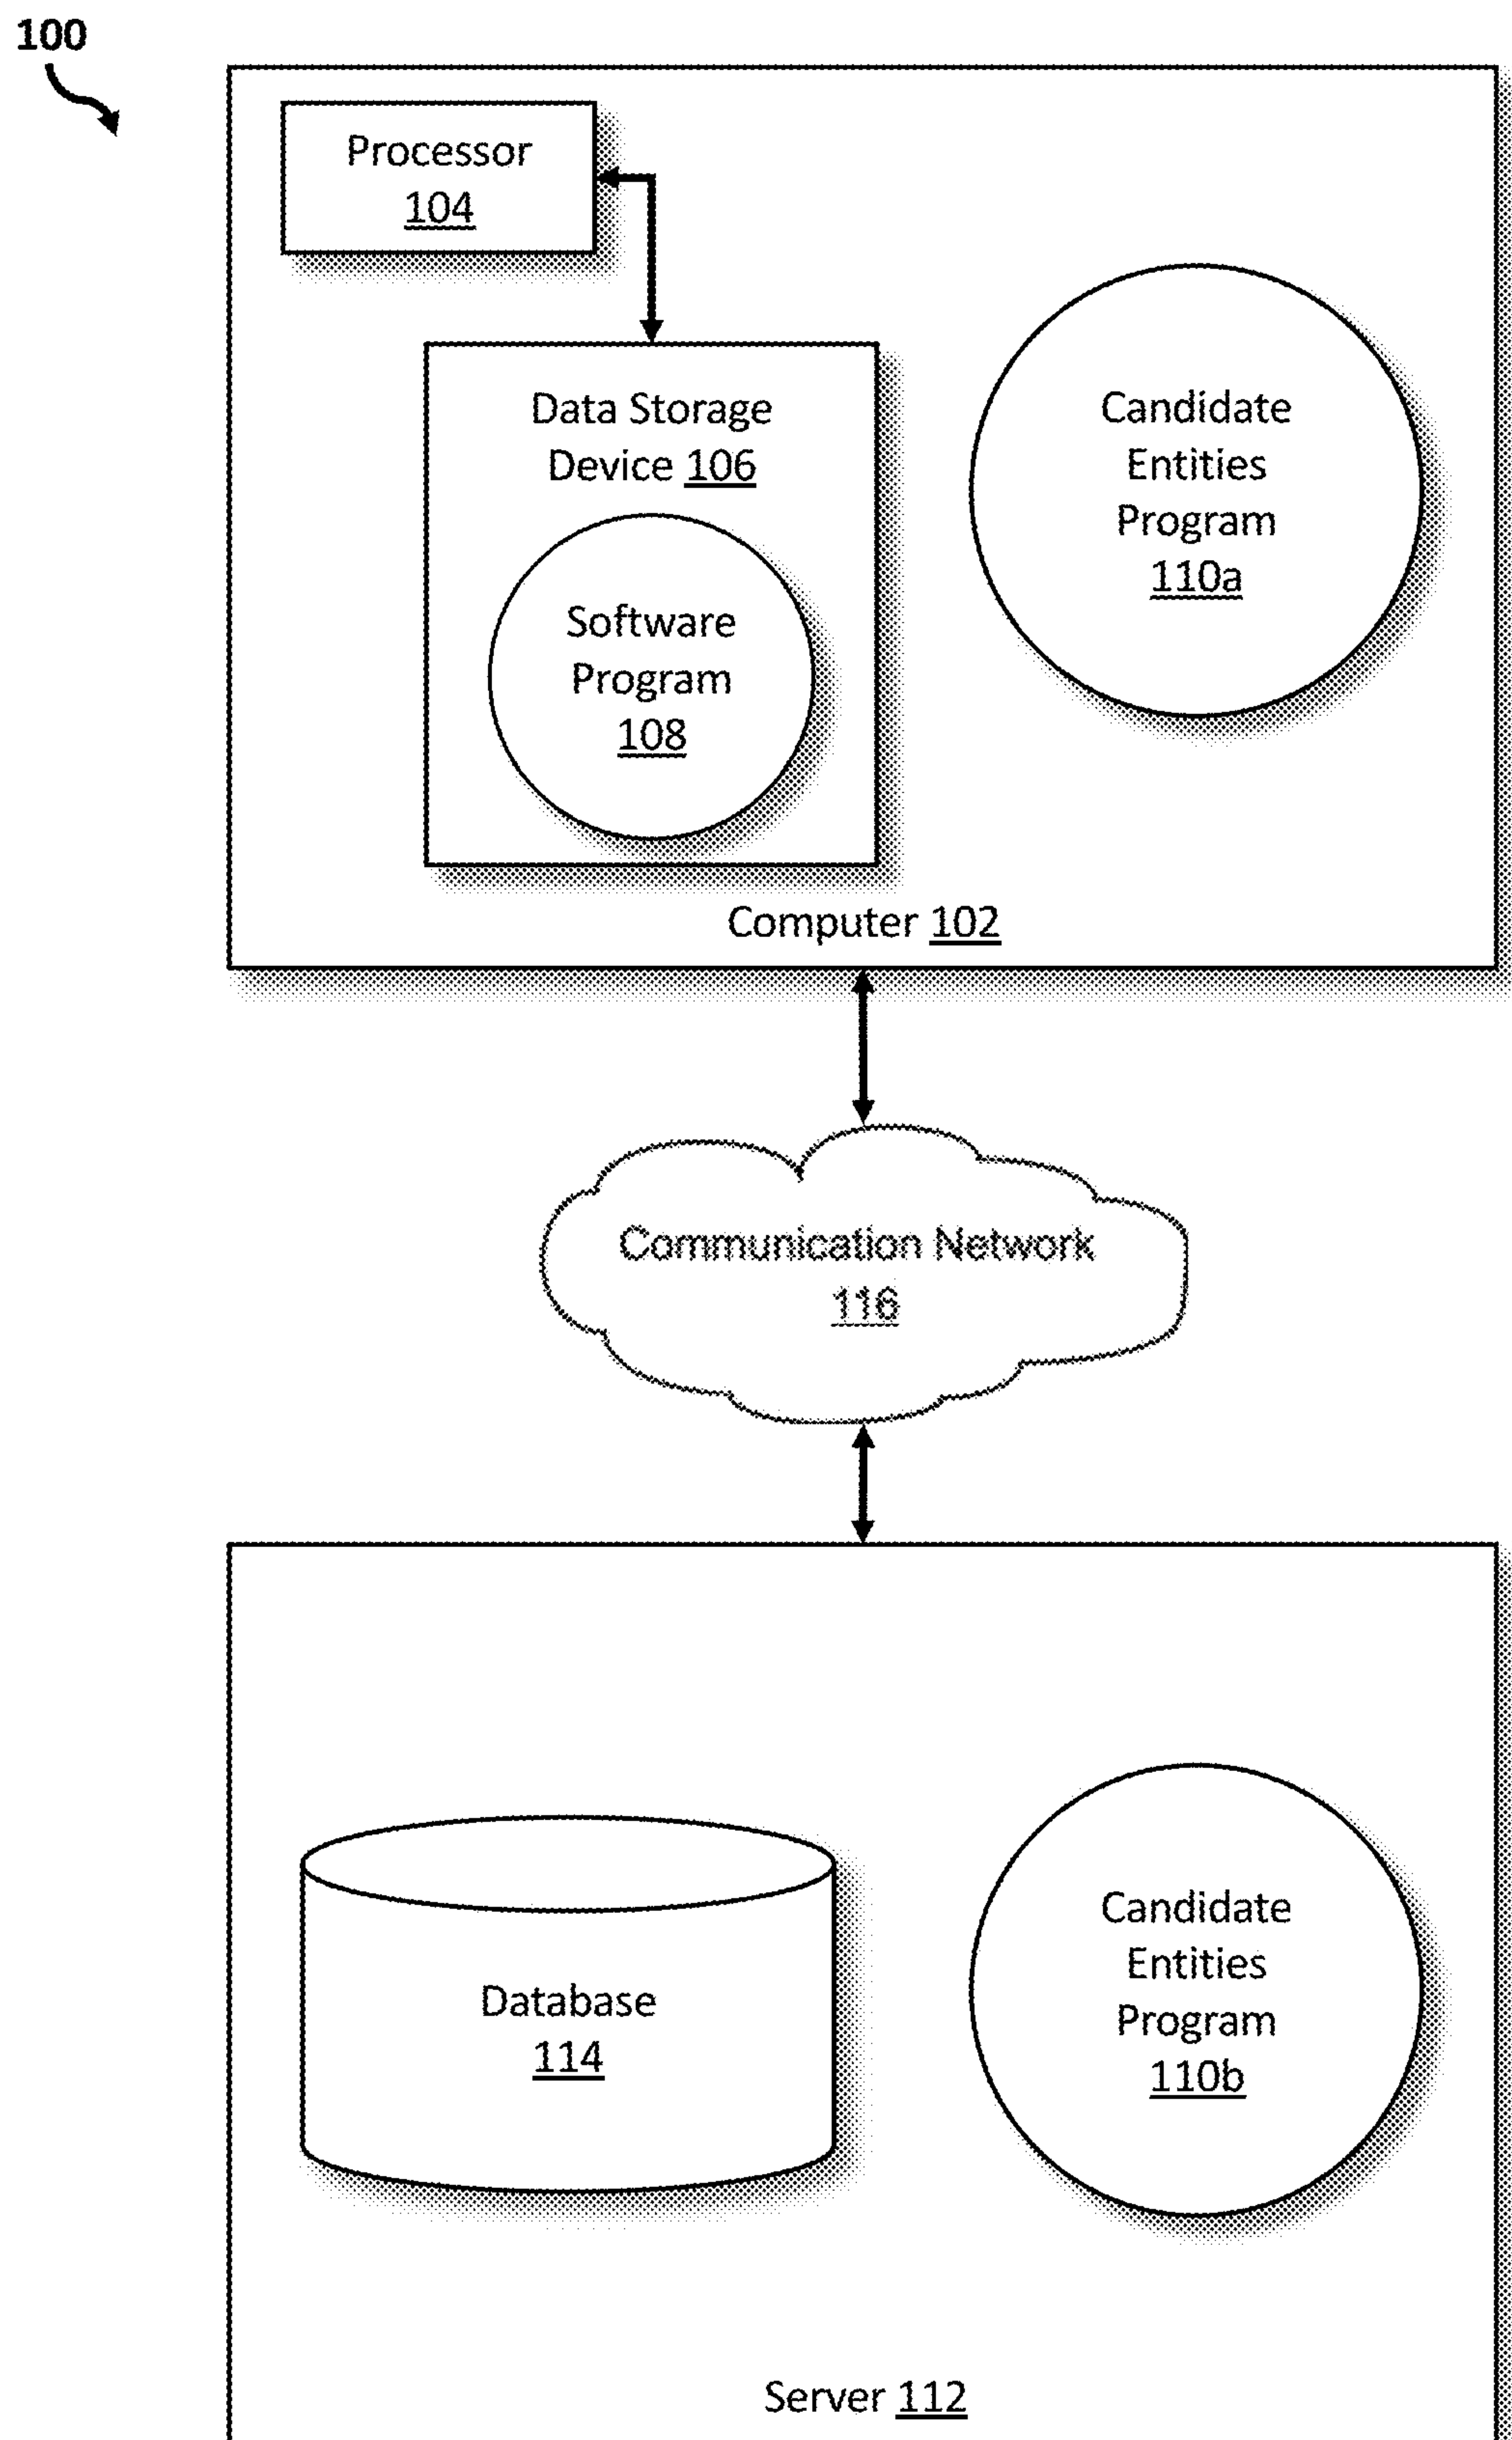 100
Processor
104
Data Storage
Device 106
Software
Program
108
Candidate
Entities
Program
110a
Computer 102
Communication Network
116
Database
114
Candidate
Entities
Program
110b
Server 112